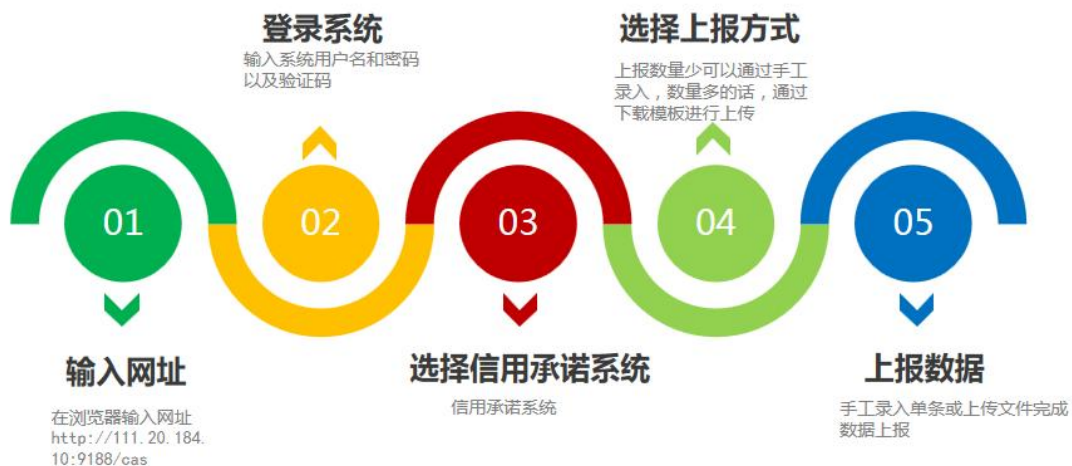 登录系统
输入系统用户名和密码
以及验证码
选择上报方式
上报数量少可以通过手工
录入，数量多的话，通过
下载模板进行上传
01
02
03
04
05
输入网址
在浏览器输入网址
http://111.20.184.
10:9188/cas
选择信用承诺系统
信用承诺系统
上报数据
手工录入单条或上传文件完成
数据上报